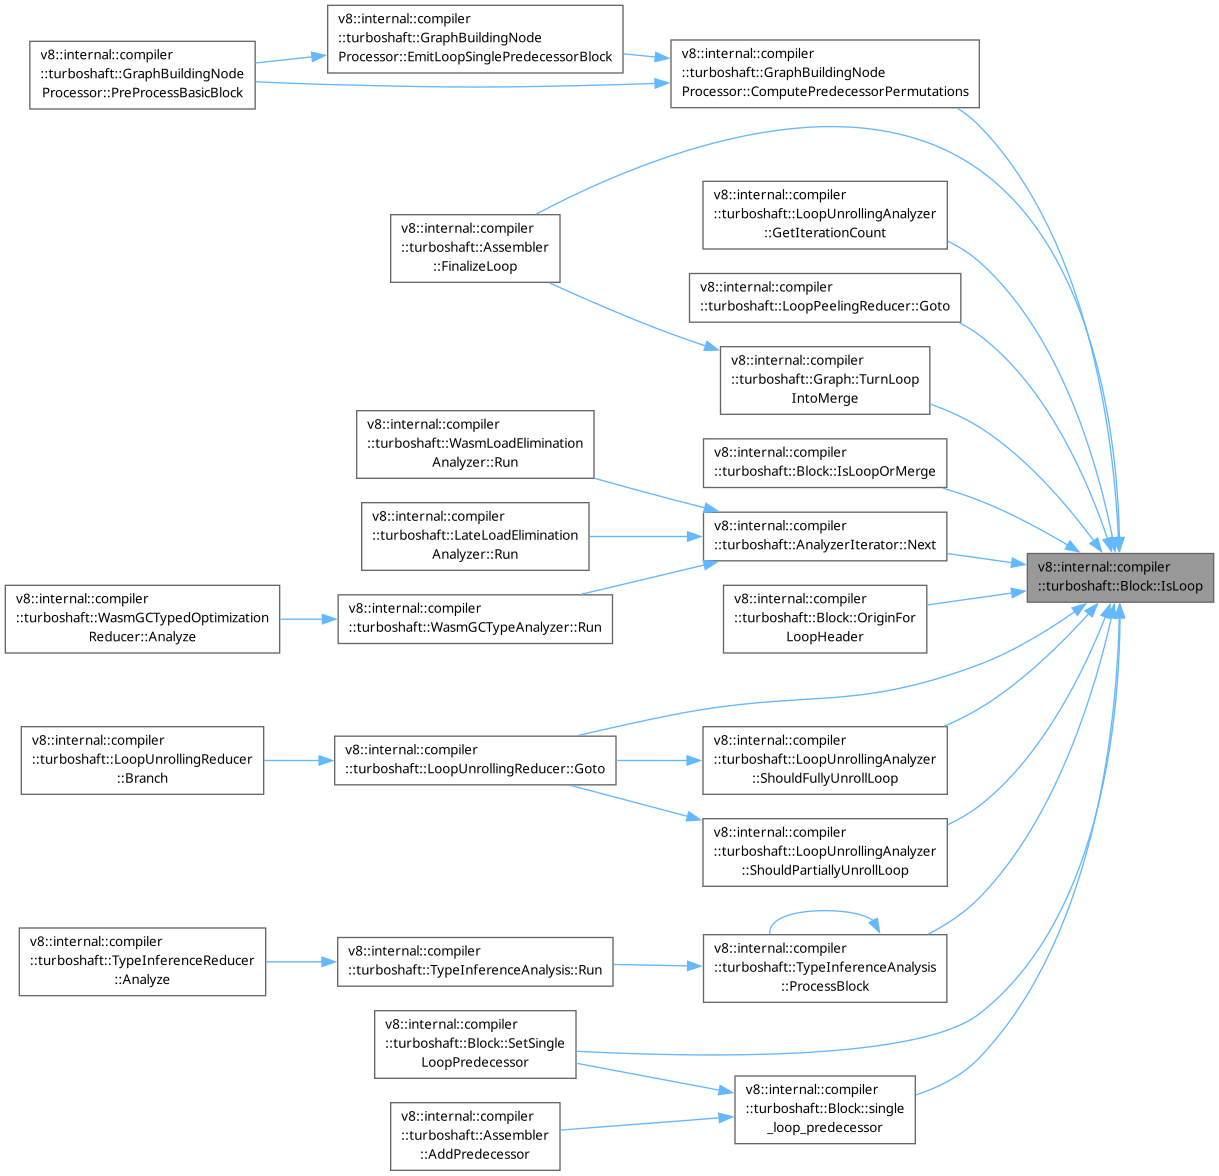 v8::internal::compiler
::turboshaft::GraphBuildingNode
Processor::EmitLoopSinglePredecessorBlock
v8::internal::compiler
::turboshaft::GraphBuildingNode
Processor::PreProcessBasicBlock
v8::internal::compiler
::turboshaft::GraphBuildingNode
Processor::ComputePredecessorPermutations
v8::internal::compiler
::turboshaft::LoopUnrollingAnalyzer
::GetIterationCount
v8::internal::compiler
::turboshaft::Assembler
::FinalizeLoop
v8::internal::compiler
::turboshaft::LoopPeelingReducer::Goto
v8::internal::compiler
::turboshaft::Graph::TurnLoop
IntoMerge
v8::internal::compiler
::turboshaft::WasmLoadElimination
Analyzer::Run
v8::internal::compiler
::turboshaft::Block::IsLoopOrMerge
v8::internal::compiler
::turboshaft::LateLoadElimination
Analyzer::Run
v8::internal::compiler
::turboshaft::AnalyzerIterator::Next
v8::internal::compiler
::turboshaft::Block::IsLoop
v8::internal::compiler
::turboshaft::WasmGCTypedOptimization
Reducer::Analyze
v8::internal::compiler
::turboshaft::WasmGCTypeAnalyzer::Run
v8::internal::compiler
::turboshaft::Block::OriginFor
LoopHeader
v8::internal::compiler
::turboshaft::LoopUnrollingReducer
::Branch
v8::internal::compiler
::turboshaft::LoopUnrollingReducer::Goto
v8::internal::compiler
::turboshaft::LoopUnrollingAnalyzer
::ShouldFullyUnrollLoop
v8::internal::compiler
::turboshaft::LoopUnrollingAnalyzer
::ShouldPartiallyUnrollLoop
v8::internal::compiler
::turboshaft::TypeInferenceReducer
::Analyze
v8::internal::compiler
::turboshaft::TypeInferenceAnalysis::Run
v8::internal::compiler
::turboshaft::TypeInferenceAnalysis
::ProcessBlock
v8::internal::compiler
::turboshaft::Block::SetSingle
LoopPredecessor
v8::internal::compiler
::turboshaft::Block::single
_loop_predecessor
v8::internal::compiler
::turboshaft::Assembler
::AddPredecessor